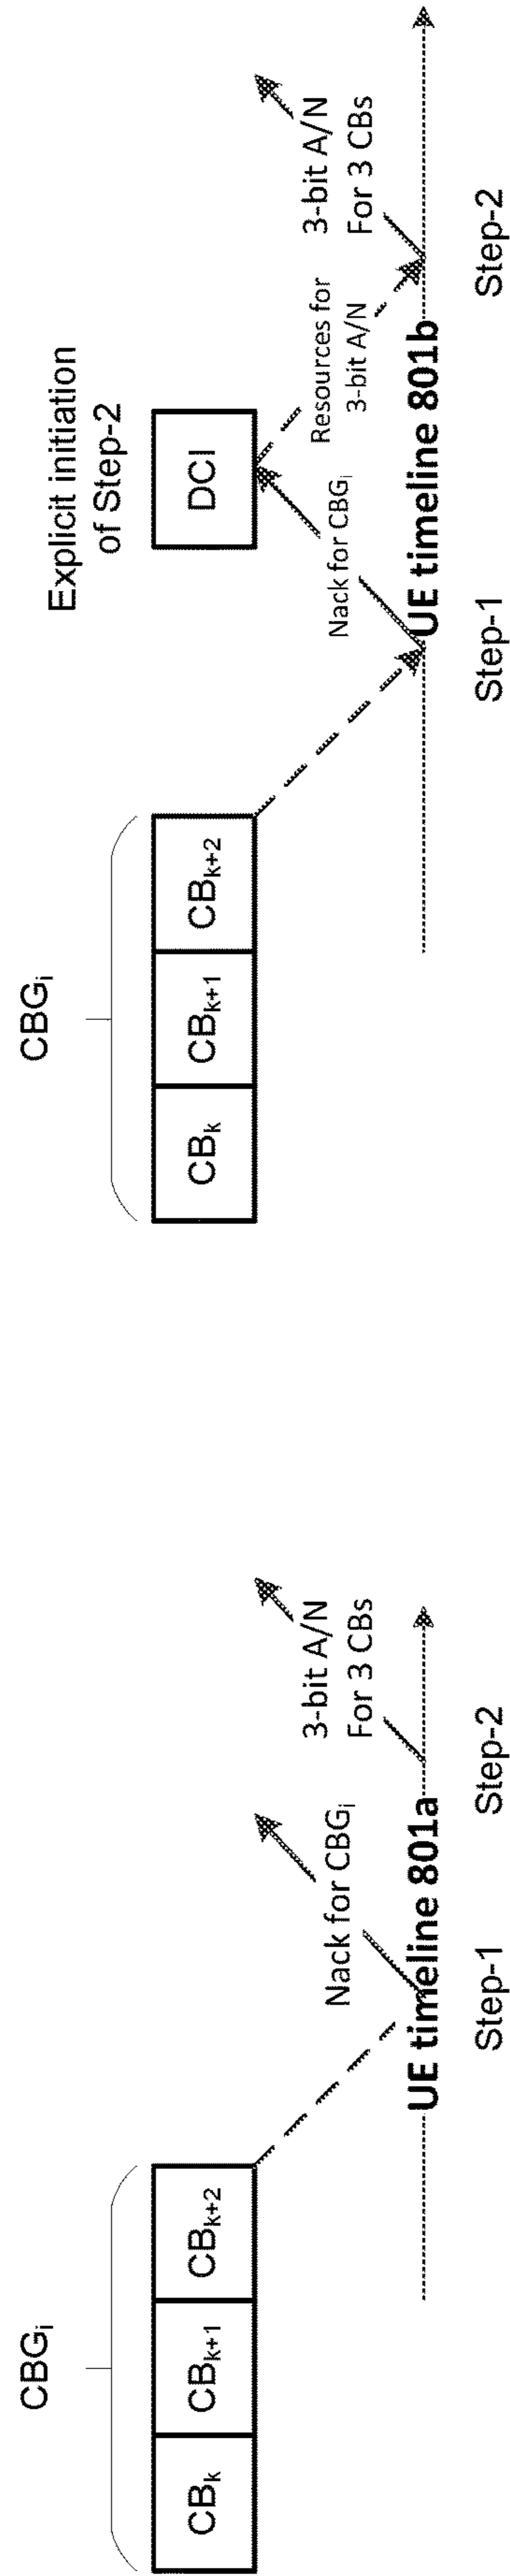 CBGᵢ
CBₖ CBₖ₊₁ CBₖ₊₂
Nack for CBGᵢ
3-bit A/N
For 3 CBs
UE timeline 801a
Step-1 Step-2
CBGᵢ
CBₖ CBₖ₊₁ CBₖ₊₂
Explicit initiation
of Step-2
DCI
Nack for CBGᵢ
Resources for
3-bit A/N
3-bit A/N
For 3 CBs
UE timeline 801b
Step-1 Step-2